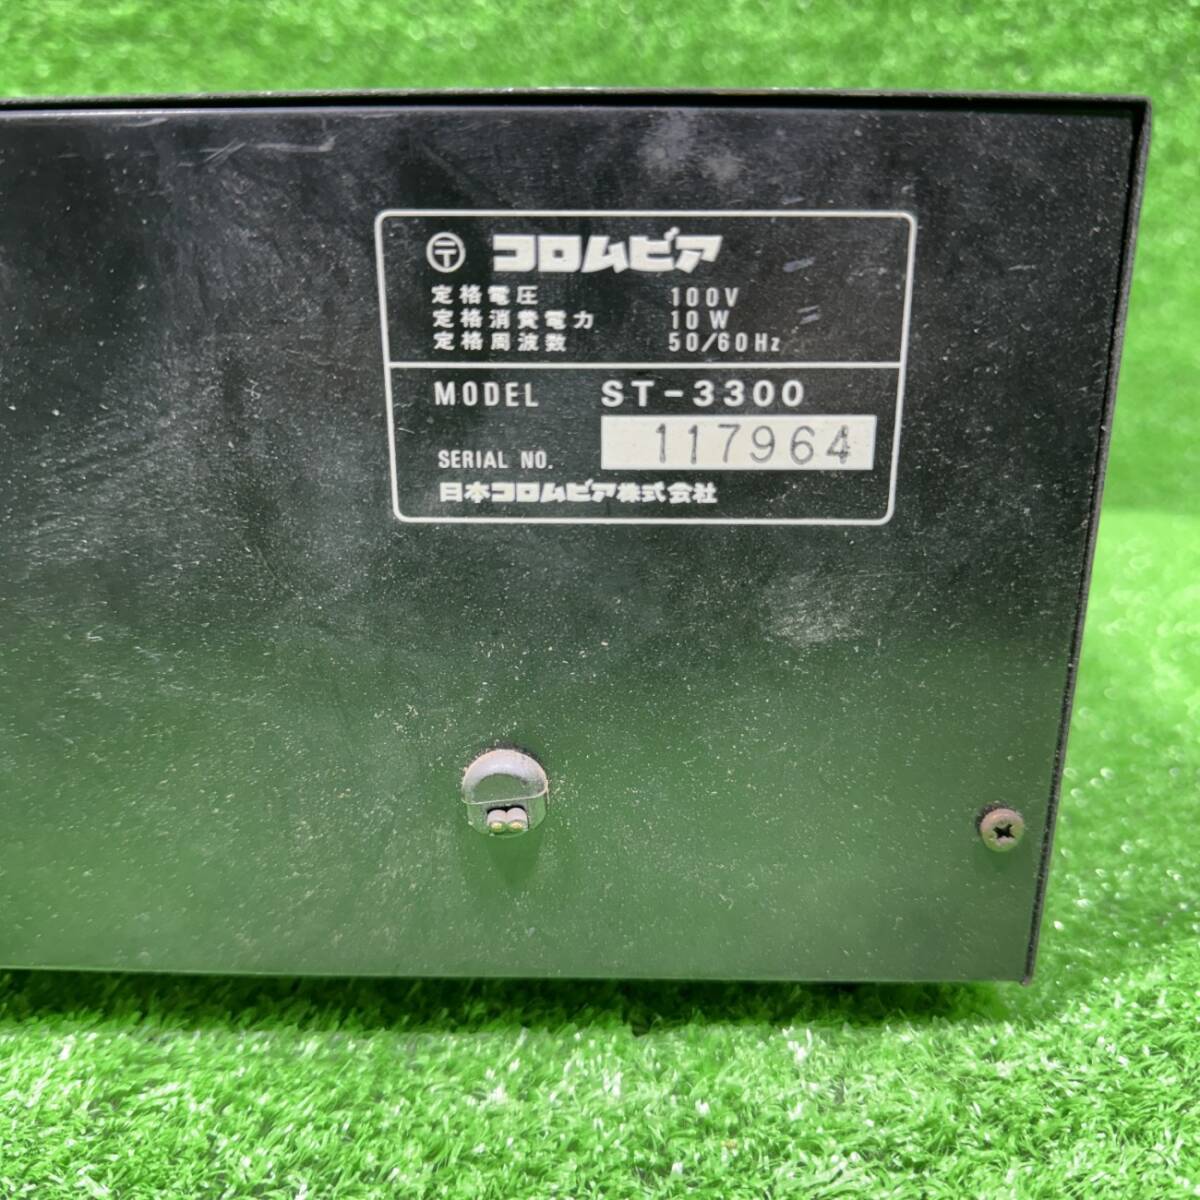 〒 コロムビア
定格電圧 100V
定格消費電力 10W
定格周波数 50/60Hz
MODEL ST-3300
SERIAL NO. 117964
日本コロムビア株式会社